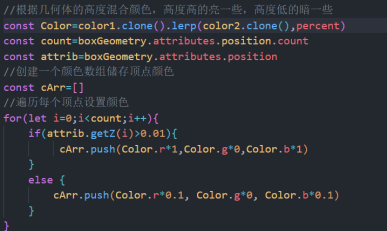 //根据几何体的高度混合颜色，高度高的亮一些，高度低的暗一些
const Color=color1.clone().lerp(color2.clone(),percent)
const count=boxGeometry.attributes.position.count
const attrib=boxGeometry.attributes.position
//创建一个颜色数组储存顶点颜色
const cArr=[]
//遍历每个顶点设置颜色
for(let i=0;i<count;i++){
if(attrib.getZ(i)>0.01){
cArr.push(Color.r*1,Color.g*0,Color.b*1)
}
else {
cArr.push(Color.r*0.1, Color.g*0, Color.b*0.1)
}
}